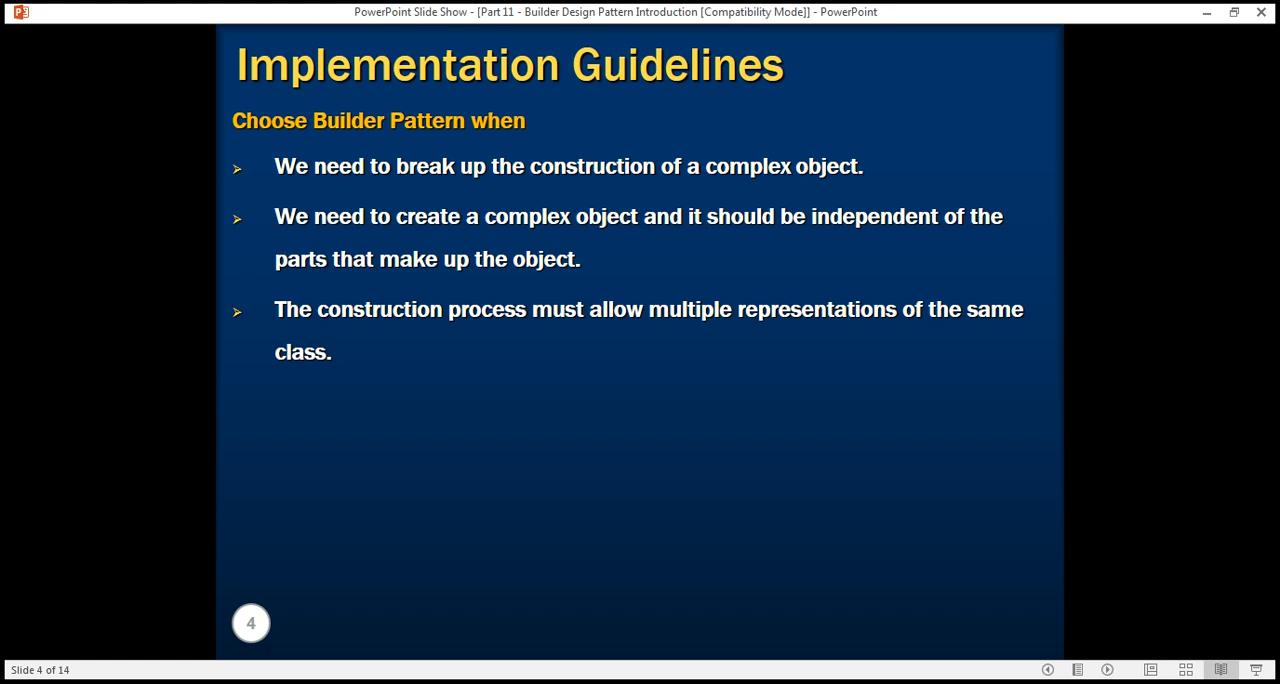 PowerPoint Slide Show - [Part 11 - Builder Design Pattern Introduction [Compatibility Mode]] - PowerPoint
Implementation Guidelines
Choose Builder Pattern when
➢ We need to break up the construction of a complex object.
➢ We need to create a complex object and it should be independent of the
parts that make up the object.
➢ The construction process must allow multiple representations of the same
class.
4
Slide 4 of 14